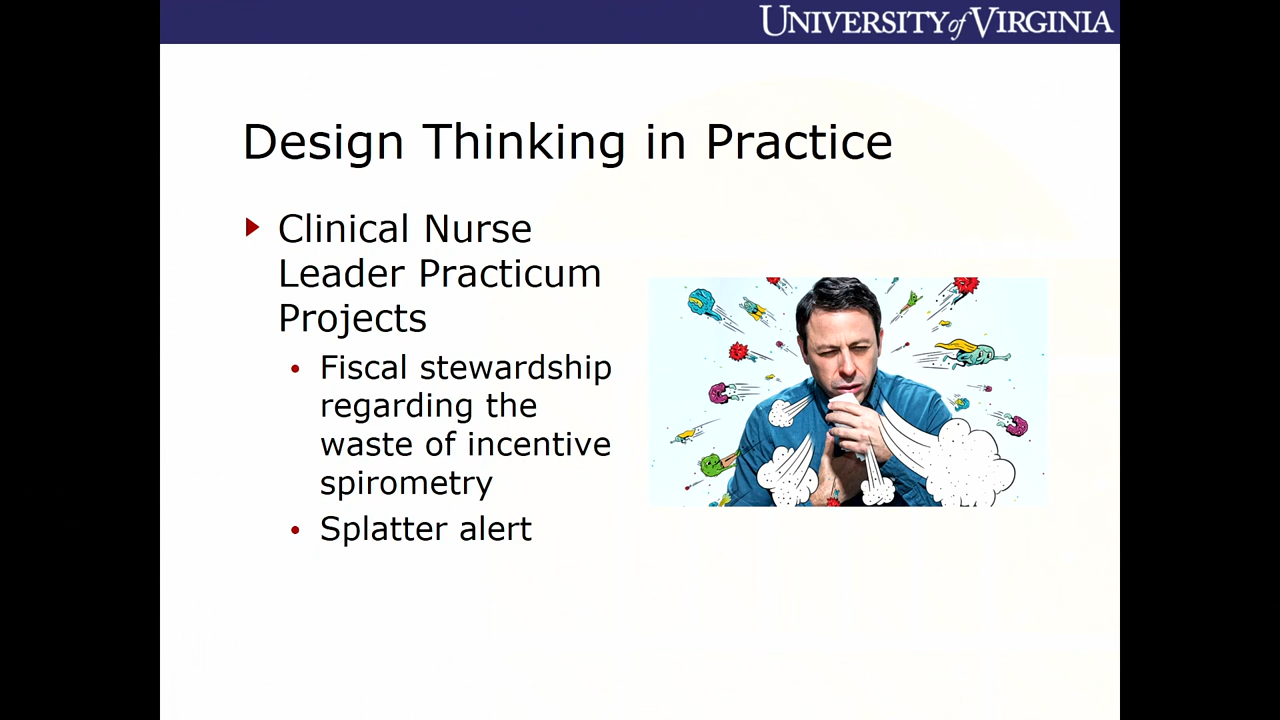 UNIVERSITY of VIRGINIA
Design Thinking in Practice
Clinical Nurse
Leader Practicum
Projects
Fiscal stewardship
regarding the
waste of incentive
spirometry
Splatter alert